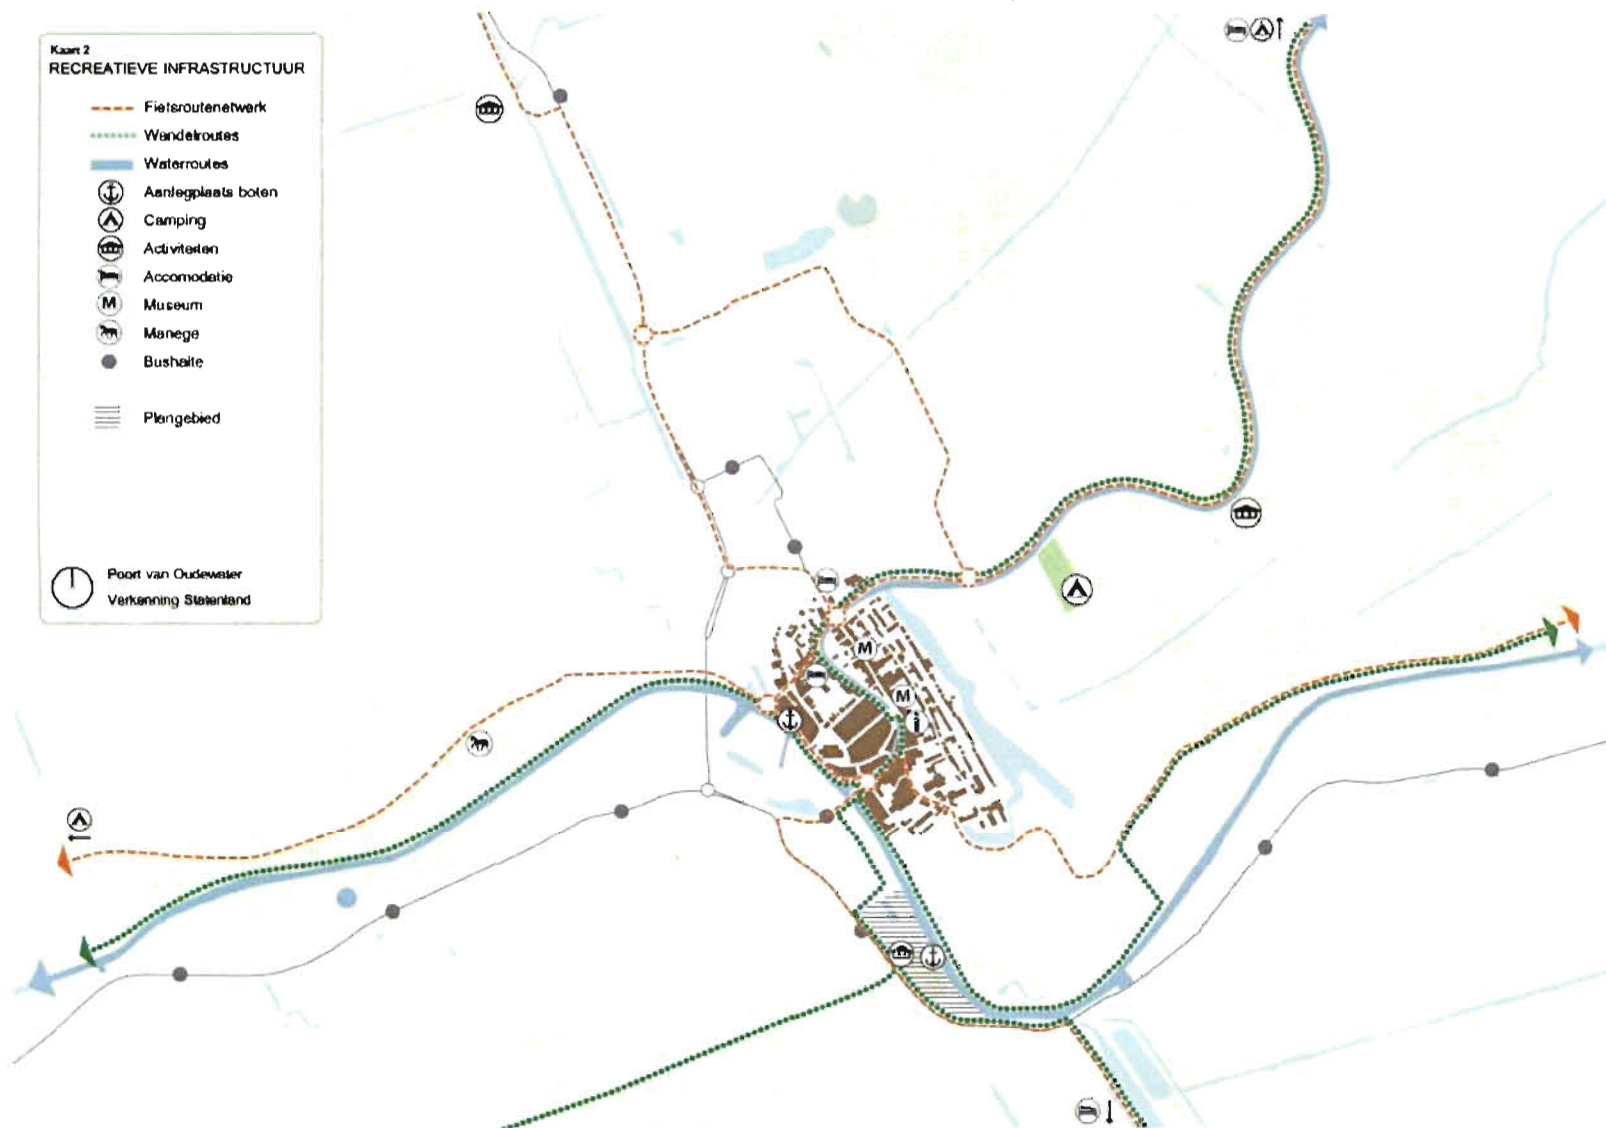 Kaart 2
RECREATIEVE INFRASTRUCTUUR
Fietsroutenetwerk
Wandelroutes
Waterroutes
Aanlegplaats boten
Camping
Activiteiten
Accomodatie
M Museum
Manege
Bushalte
Plangebied
Poort van Oudewater
Verkenning Statenland
M
M
i